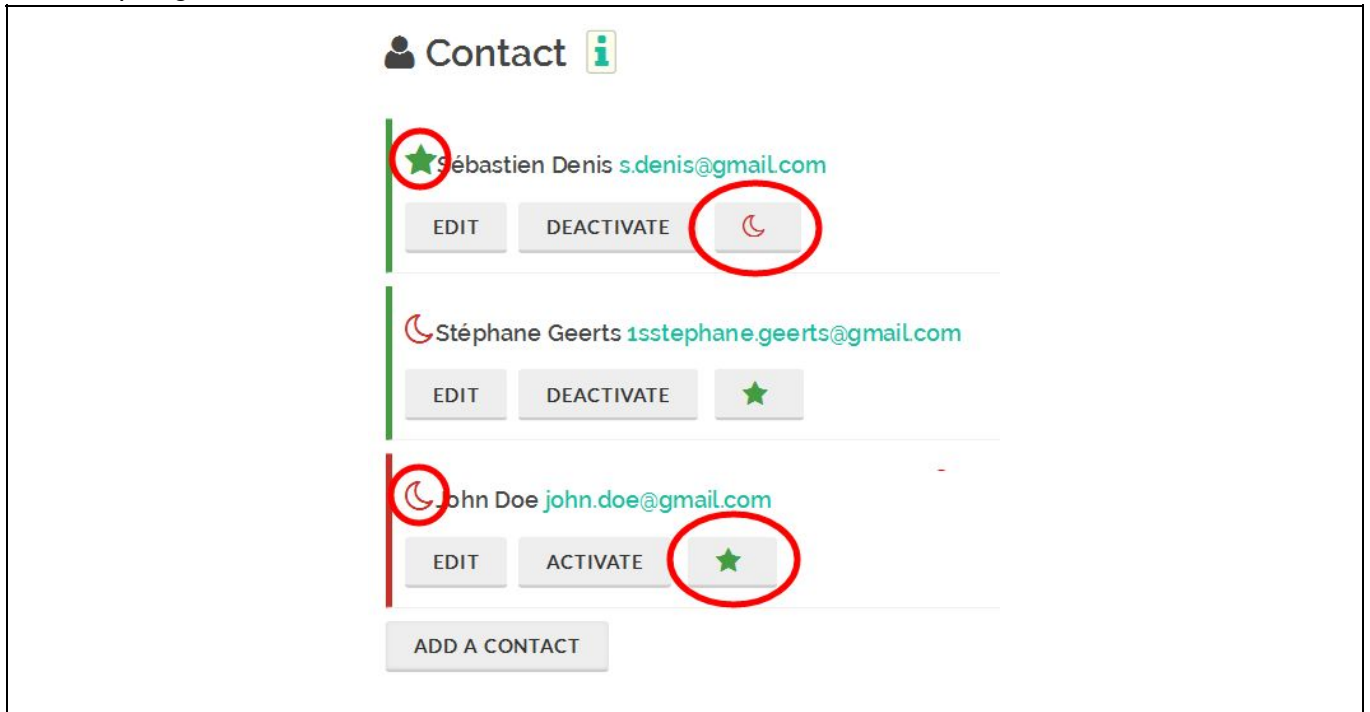 Contact i
Sébastien Denis s.denis@gmail.com
EDIT DEACTIVATE
Stéphane Geerts 1sstephane.geerts@gmail.com
EDIT DEACTIVATE
John Doe john.doe@gmail.com
EDIT ACTIVATE
ADD A CONTACT